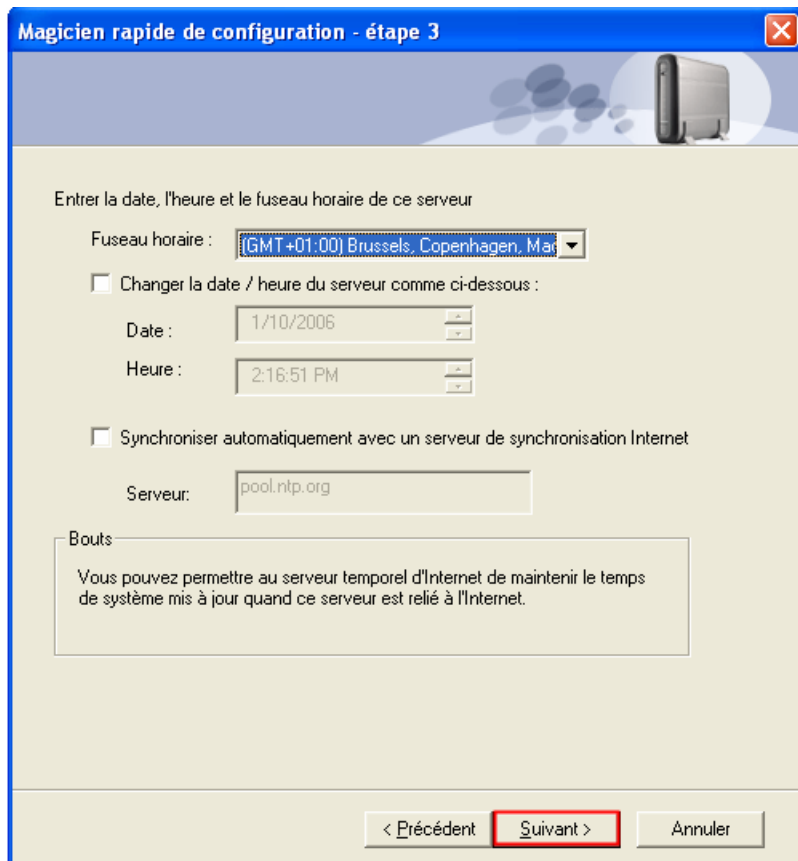 Magicien rapide de configuration - étape 3
Entrer la date, l'heure et le fuseau horaire de ce serveur
Fuseau horaire : (GMT+01:00) Brussels, Copenhagen, Mad
Changer la date / heure du serveur comme ci-dessous :
Date : 1/10/2006
Heure : 2:16:51 PM
Synchroniser automatiquement avec un serveur de synchronisation Internet
Serveur: pool.ntp.org
Bouts
Vous pouvez permettre au serveur temporel d'Internet de maintenir le temps
de système mis à jour quand ce serveur est relié à l'Internet.
< Précédent Suivant > Annuler